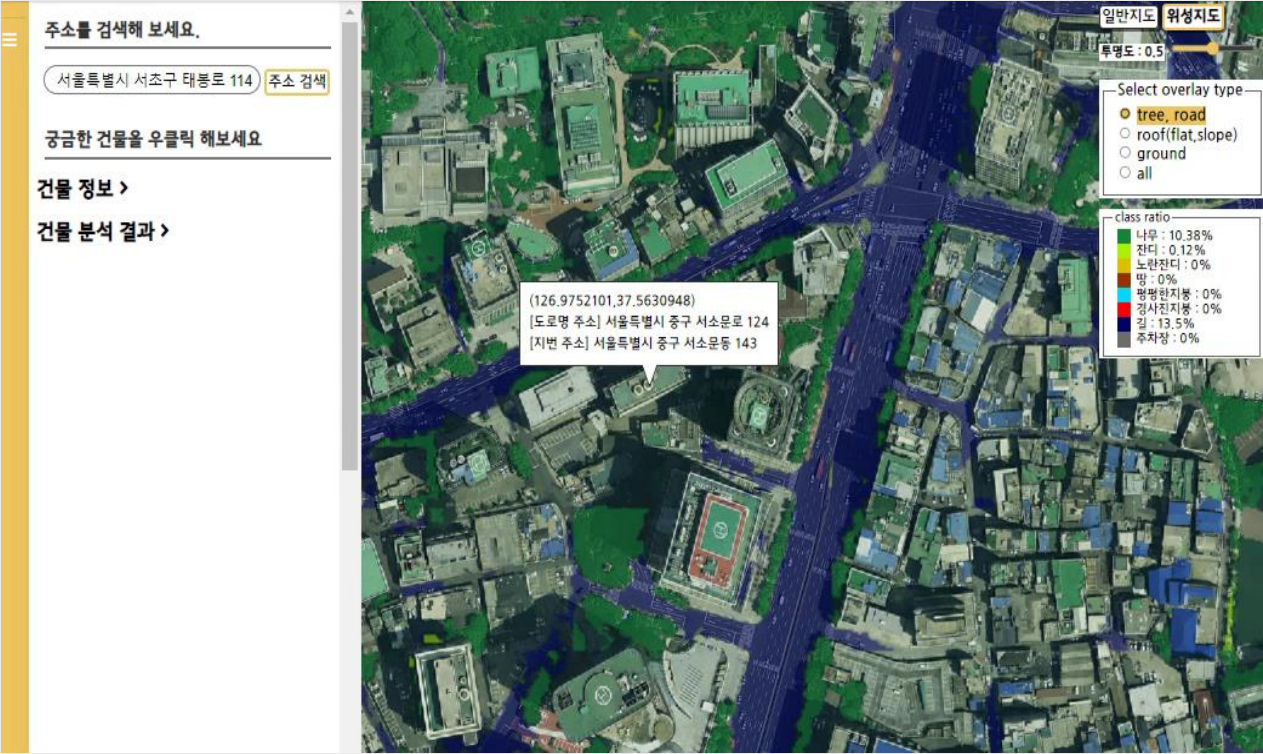 주소를 검색해 보세요.
서울특별시 서초구 태봉로 114
주소 검색
궁금한 건물을 우클릭 해보세요
건물 정보 >
건물 분석 결과 >
(126.9752101,37.5630948)
[도로명 주소] 서울특별시 중구 서소문로 124
[지번 주소] 서울특별시 중구 서소문동 143
일반지도 위성지도
투명도 : 0.5
Select overlay type
tree, road
roof(flat,slope)
ground
all
class ratio
나무 : 10.38%
잔디 : 0.12%
노란잔디 : 0%
땅 : 0%
평평한지붕 : 0%
경사진지붕 : 0%
길 : 13.5%
주차장 : 0%